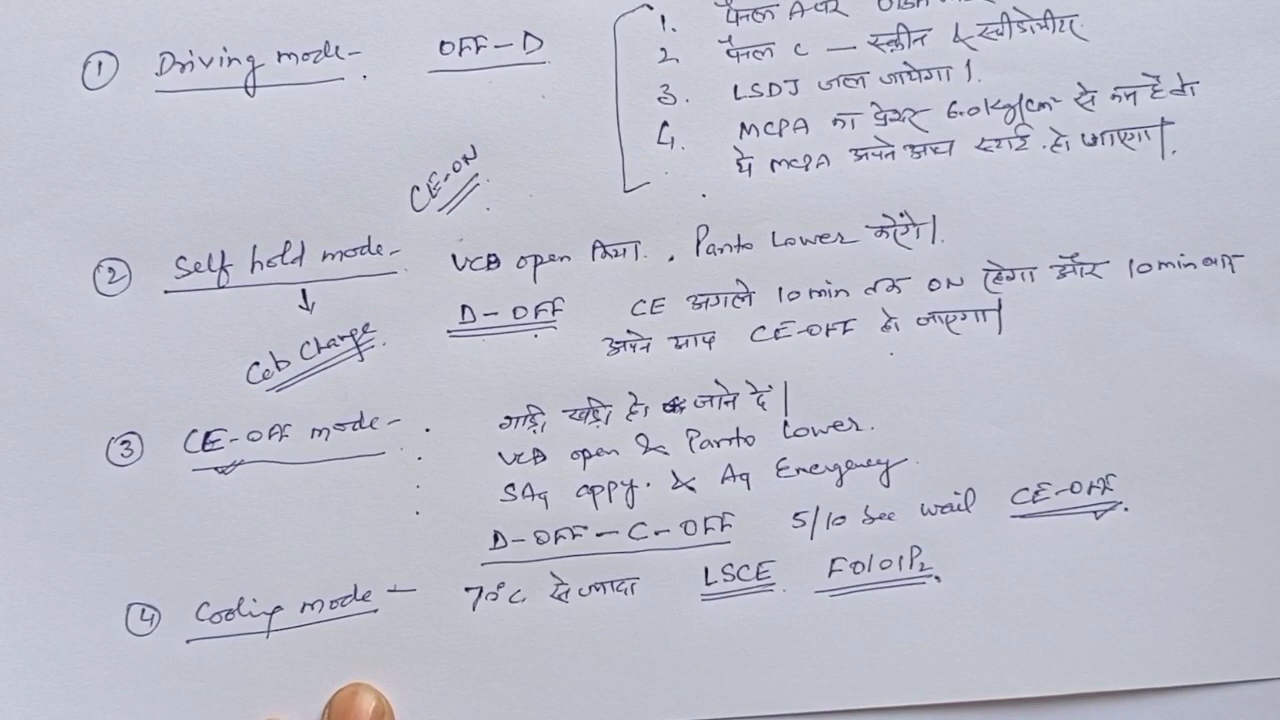 1. पैनल A पर
① Driving mode - OFF-D
2 पैनल C — स्क्रीन & स्पीडोमीटर
3. LSDJ जल जायेगा।
4. MCPA का प्रेशर 6.0kg/cm² से कम है तो
ये MCPA अपने आप स्टार्ट हो जाएगा।
CE-ON
② Self hold mode - VCB open किया. Panto Lower करेंगे।
↓ D-OFF CE अगले 10 min तक ON रहेगा और 10 min बाद
Cab Change अपने आप CE-OFF हो जाएगा।
③ CE-OFF mode - गाड़ी खड़ी हो जाने दें।
VCB open & Panto Lower.
SA9 appy. & A9 Emergency
D-OFF-C-OFF 5/10 Sec wait CE-OFF
④ Cooling mode - 70°C से ज्यादा LSCE F0101P2